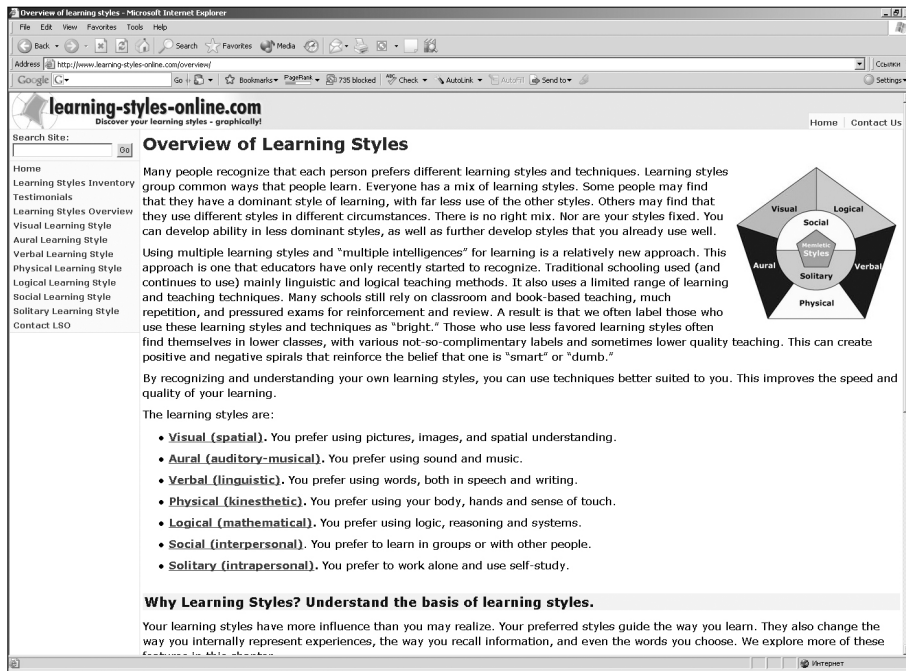 Overview of learning styles - Microsoft Internet Explorer
File Edit View Favorites Tools Help
Back Search Favorites Media
Address http://www.learning-styles-online.com/overview/ Ссылки
Google G Go Bookmarks PageRank 735 blocked Check AutoLink AutoFill Send to Settings
learning-styles-online.com
Discover your learning styles - graphically!
Home Contact Us
Search Site:
Go
Home
Learning Styles Inventory
Testimonials
Learning Styles Overview
Visual Learning Style
Aural Learning Style
Verbal Learning Style
Physical Learning Style
Logical Learning Style
Social Learning Style
Solitary Learning Style
Contact LSO
Overview of Learning Styles
Many people recognize that each person prefers different learning styles and techniques. Learning styles
group common ways that people learn. Everyone has a mix of learning styles. Some people may find
that they have a dominant style of learning, with far less use of the other styles. Others may find that
they use different styles in different circumstances. There is no right mix. Nor are your styles fixed. You
can develop ability in less dominant styles, as well as further develop styles that you already use well.
Using multiple learning styles and “multiple intelligences” for learning is a relatively new approach. This
approach is one that educators have only recently started to recognize. Traditional schooling used (and
continues to use) mainly linguistic and logical teaching methods. It also uses a limited range of learning
and teaching techniques. Many schools still rely on classroom and book-based teaching, much
repetition, and pressured exams for reinforcement and review. A result is that we often label those who
use these learning styles and techniques as “bright.” Those who use less favored learning styles often
find themselves in lower classes, with various not-so-complimentary labels and sometimes lower quality teaching. This can create
positive and negative spirals that reinforce the belief that one is “smart” or “dumb.”
Visual Logical
Social
Memletic
Styles
Aural Verbal
Solitary
Physical
By recognizing and understanding your own learning styles, you can use techniques better suited to you. This improves the speed and
quality of your learning.
The learning styles are:
• Visual (spatial). You prefer using pictures, images, and spatial understanding.
• Aural (auditory-musical). You prefer using sound and music.
• Verbal (linguistic). You prefer using words, both in speech and writing.
• Physical (kinesthetic). You prefer using your body, hands and sense of touch.
• Logical (mathematical). You prefer using logic, reasoning and systems.
• Social (interpersonal). You prefer to learn in groups or with other people.
• Solitary (intrapersonal). You prefer to work alone and use self-study.
Why Learning Styles? Understand the basis of learning styles.
Your learning styles have more influence than you may realize. Your preferred styles guide the way you learn. They also change the
way you internally represent experiences, the way you recall information, and even the words you choose. We explore more of these
Интернет